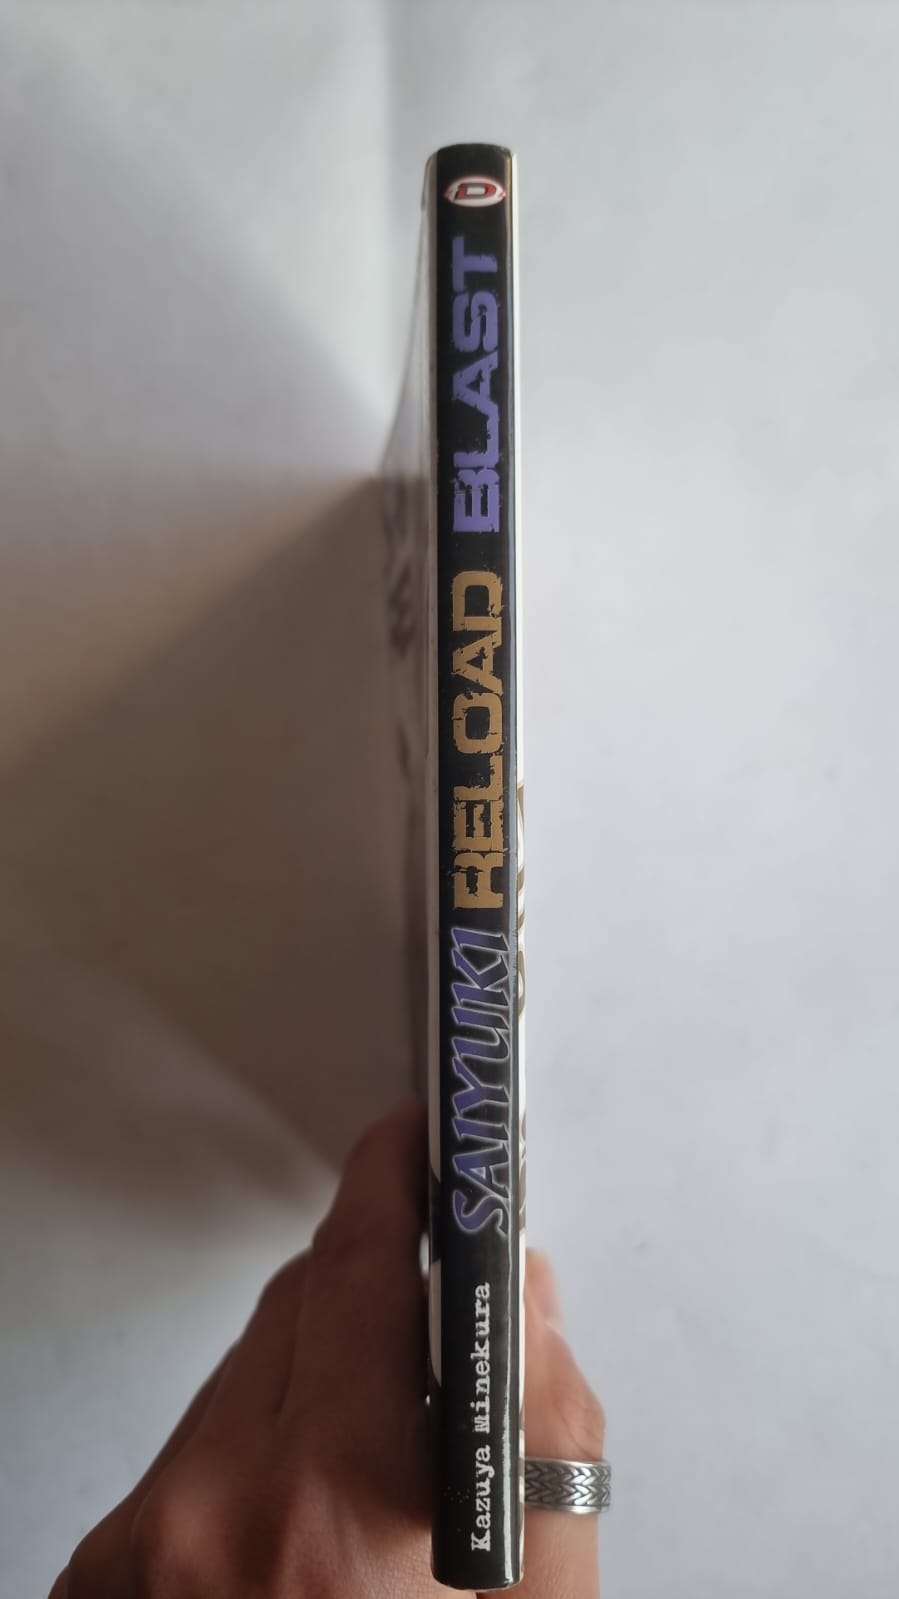 Kazuya Minekura
SAIYUKI RELOAD BLAST
D